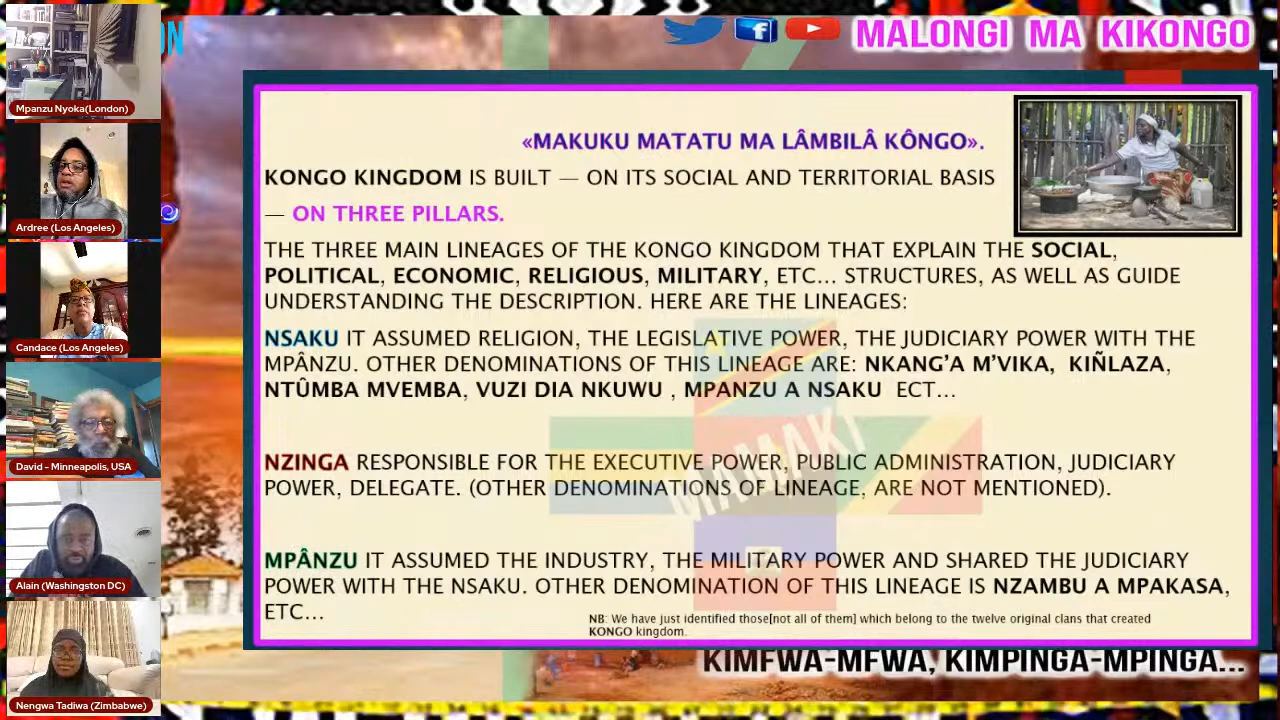 ON
MALONGI MA KIKONGO
Mpanzu Nyoka(London)
Ardree (Los Angeles)
Candace (Los Angeles)
David - Minneapolis, USA
Alain (Washingston DC)
Nengwa Tadiwa (Zimbabwe)
«MAKUKU MATATU MA LÂMBILÂ KÔNGO».
KONGO KINGDOM IS BUILT — ON ITS SOCIAL AND TERRITORIAL BASIS
— ON THREE PILLARS.
THE THREE MAIN LINEAGES OF THE KONGO KINGDOM THAT EXPLAIN THE SOCIAL,
POLITICAL, ECONOMIC, RELIGIOUS, MILITARY, ETC... STRUCTURES, AS WELL AS GUIDE
UNDERSTANDING THE DESCRIPTION. HERE ARE THE LINEAGES:
NSAKU IT ASSUMED RELIGION, THE LEGISLATIVE POWER, THE JUDICIARY POWER WITH THE
MPÂNZU. OTHER DENOMINATIONS OF THIS LINEAGE ARE: NKANG'A M'VIKA, KIÑLAZA,
NTÛMBA MVEMBA, VUZI DIA NKUWU , MPANZU A NSAKU ECT...
NZINGA RESPONSIBLE FOR THE EXECUTIVE POWER, PUBLIC ADMINISTRATION, JUDICIARY
POWER, DELEGATE. (OTHER DENOMINATIONS OF LINEAGE, ARE NOT MENTIONED).
MPÂNZU IT ASSUMED THE INDUSTRY, THE MILITARY POWER AND SHARED THE JUDICIARY
POWER WITH THE NSAKU. OTHER DENOMINATION OF THIS LINEAGE IS NZAMBU A MPAKASA,
ETC...
NB: We have just identified those[not all of them] which belong to the twelve original clans that created
KONGO kingdom.
KIMFWA-MFWA, KIMPINGA-MPINGA...